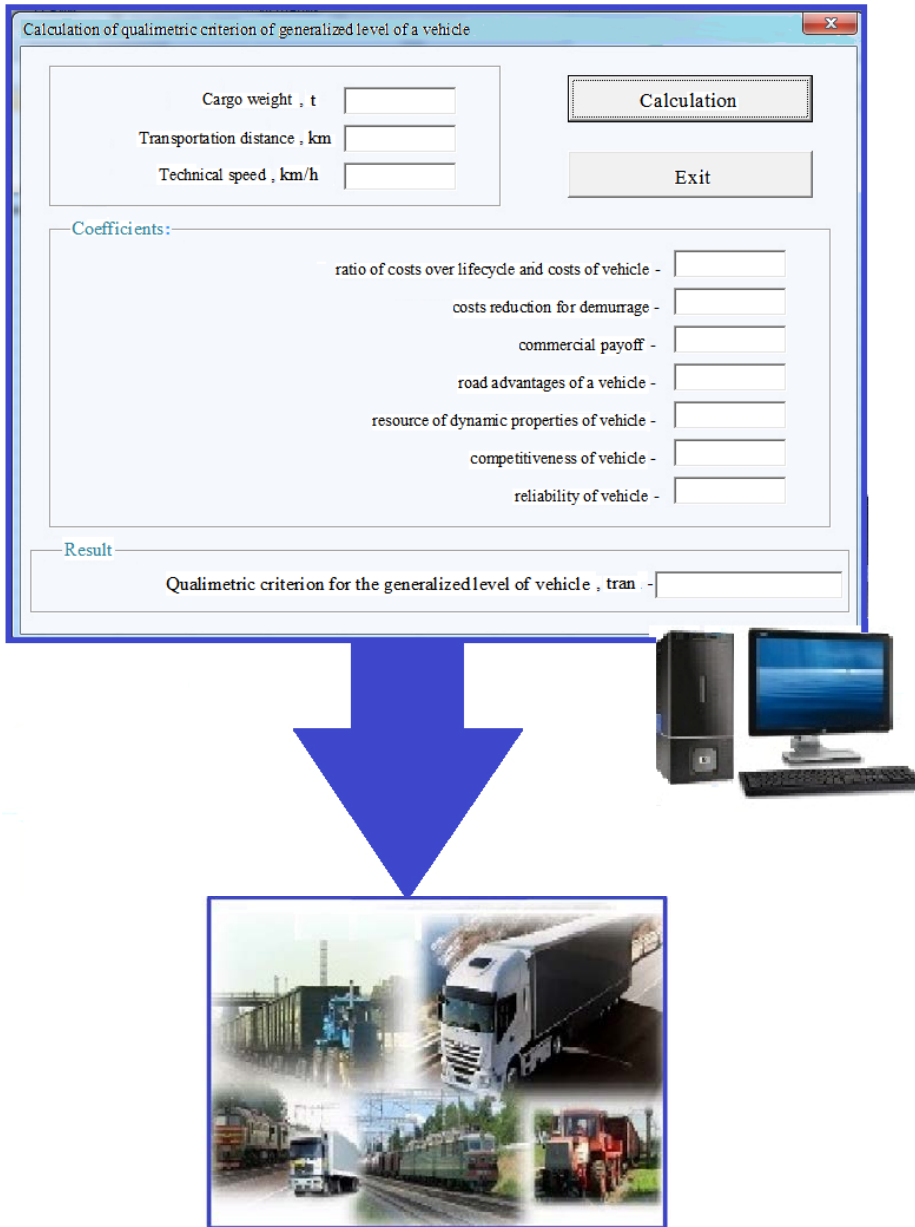 Calculation of qualimetric criterion of generalized level of a vehicle
Cargo weight , t
Calculation
Transportation distance , km
Technical speed , km/h
Exit
Coefficients:
ratio of costs over lifecycle and costs of vehicle -
costs reduction for demurrage -
commercial payoff -
road advantages of a vehicle -
resource of dynamic properties of vehicle -
competitiveness of vehicle -
reliability of vehicle -
Result
Qualimetric criterion for the generalized level of vehicle , tran -